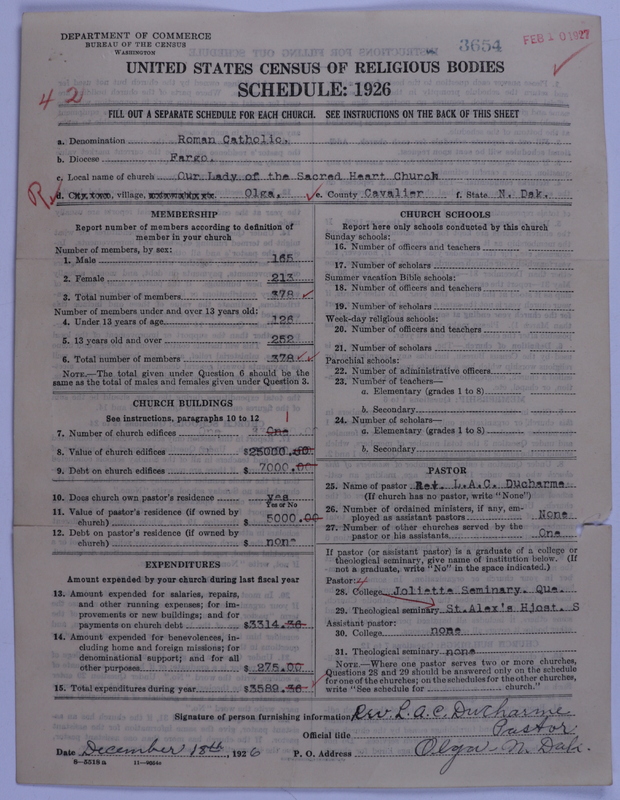 DEPARTMENT OF COMMERCE
BUREAU OF THE CENSUS
WASHINGTON
3654
FEB 10 1927
UNITED STATES CENSUS OF RELIGIOUS BODIES
SCHEDULE: 1926
42
FILL OUT A SEPARATE SCHEDULE FOR EACH CHURCH. SEE INSTRUCTIONS ON THE BACK OF THIS SHEET
a. Denomination Roman Catholic.
b. Diocese Fargo.
c. Local name of church Our Lady of the Sacred Heart Church
R d. City, town, village, Olga. e. County Cavalier f. State N. Dak.
MEMBERSHIP
Report number of members according to definition of
member in your church
Number of members, by sex:
1. Male 165
2. Female 213
3. Total number of members 378
Number of members under and over 13 years old:
4. Under 13 years of age 126
5. 13 years old and over 252
6. Total number of members 378
NOTE.—The total given under Question 6 should be the
same as the total of males and females given under Question 3.
CHURCH BUILDINGS
See instructions, paragraphs 10 to 12
1
7. Number of church edifices One
8. Value of church edifices $25000.00
9. Debt on church edifices 7000.00
10. Does church own pastor's residence yes
Yes or No
11. Value of pastor's residence (if owned by
church) $ 5000.00
12. Debt on pastor's residence (if owned by
church) $ none
EXPENDITURES
Amount expended by your church during last fiscal year
13. Amount expended for salaries, repairs,
and other running expenses; for im-
provements or new buildings; and for
payments on church debt $3314.36
14. Amount expended for benevolences, in-
cluding home and foreign missions; for
denominational support; and for all
other purposes $ 275.00
15. Total expenditures during year $3589.36
CHURCH SCHOOLS
Report here only schools conducted by this church
Sunday schools:
16. Number of officers and teachers
17. Number of scholars
Summer vacation Bible schools:
18. Number of officers and teachers
19. Number of scholars
Week-day religious schools:
20. Number of officers and teachers
21. Number of scholars
Parochial schools:
22. Number of administrative officers
23. Number of teachers—
a. Elementary (grades 1 to 8)
b. Secondary
24. Number of scholars—
a. Elementary (grades 1 to 8)
b. Secondary
PASTOR
25. Name of pastor Rev. L.A.C. Ducharme
(If church has no pastor, write "None")
26. Number of ordained ministers, if any, em-
ployed as assistant pastors None
27. Number of other churches served by the
pastor or his assistants One
If pastor (or assistant pastor) is a graduate of a college or
theological seminary, give name of institution below. (If
not a graduate, write "No" in the space indicated.)
Pastor:
28. College Joliette Seminary. Que.
29. Theological seminary St. Alex's Hjost. S
Assistant pastor:
30. College none
31. Theological seminary none
NOTE.—Where one pastor serves two or more churches,
Questions 28 and 29 should be answered only on the schedule
for one of the churches; on the schedules for the other churches,
write "See schedule for church."
Signature of person furnishing information Rev L. A. C. Ducharme
Official title Pastor
Date December 18th, 1926 P. O. Address Olga N. Dak.
8—5518a 11—9664